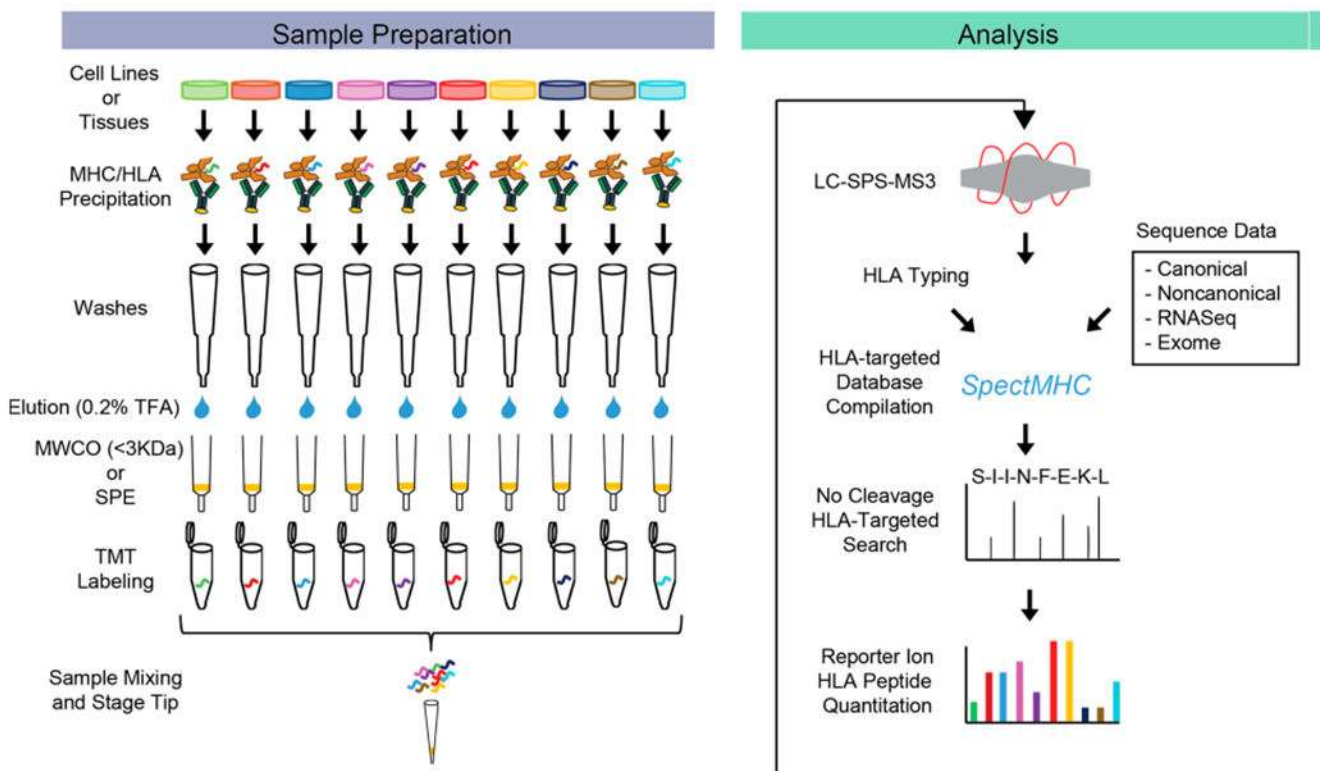 Sample Preparation
Cell Lines
or
Tissues
MHC/HLA
Precipitation
Washes
Elution (0.2% TFA)
MWCO (<3KDa)
or
SPE
TMT
Labeling
Sample Mixing
and Stage Tip
Analysis
LC-SPS-MS3
Sequence Data
- Canonical
- Noncanonical
- RNASeq
- Exome
HLA Typing
HLA-targeted
Database
Compilation
SpectMHC
S-I-I-N-F-E-K-L
No Cleavage
HLA-Targeted
Search
Reporter Ion
HLA Peptide
Quantitation